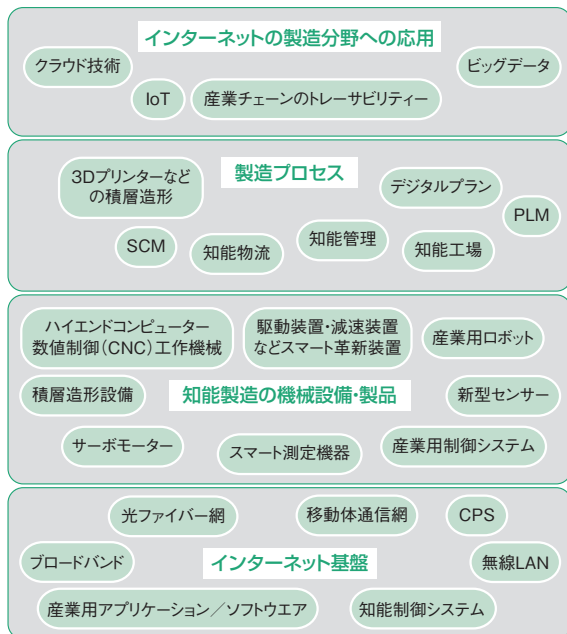 インターネットの製造分野への応用
クラウド技術
ビッグデータ
IoT
産業チェーンのトレーサビリティー
3Dプリンターなど
の積層造形
製造プロセス
デジタルプラン
PLM
SCM
知能物流
知能管理
知能工場
ハイエンドコンピューター
数値制御(CNC)工作機械
駆動装置・減速装置
などスマート革新装置
産業用ロボット
積層造形設備
知能製造の機械設備・製品
新型センサー
サーボモーター
スマート測定機器
産業用制御システム
光ファイバー網
移動体通信網
CPS
ブロードバンド
インターネット基盤
無線LAN
産業用アプリケーション／ソフトウエア
知能制御システム